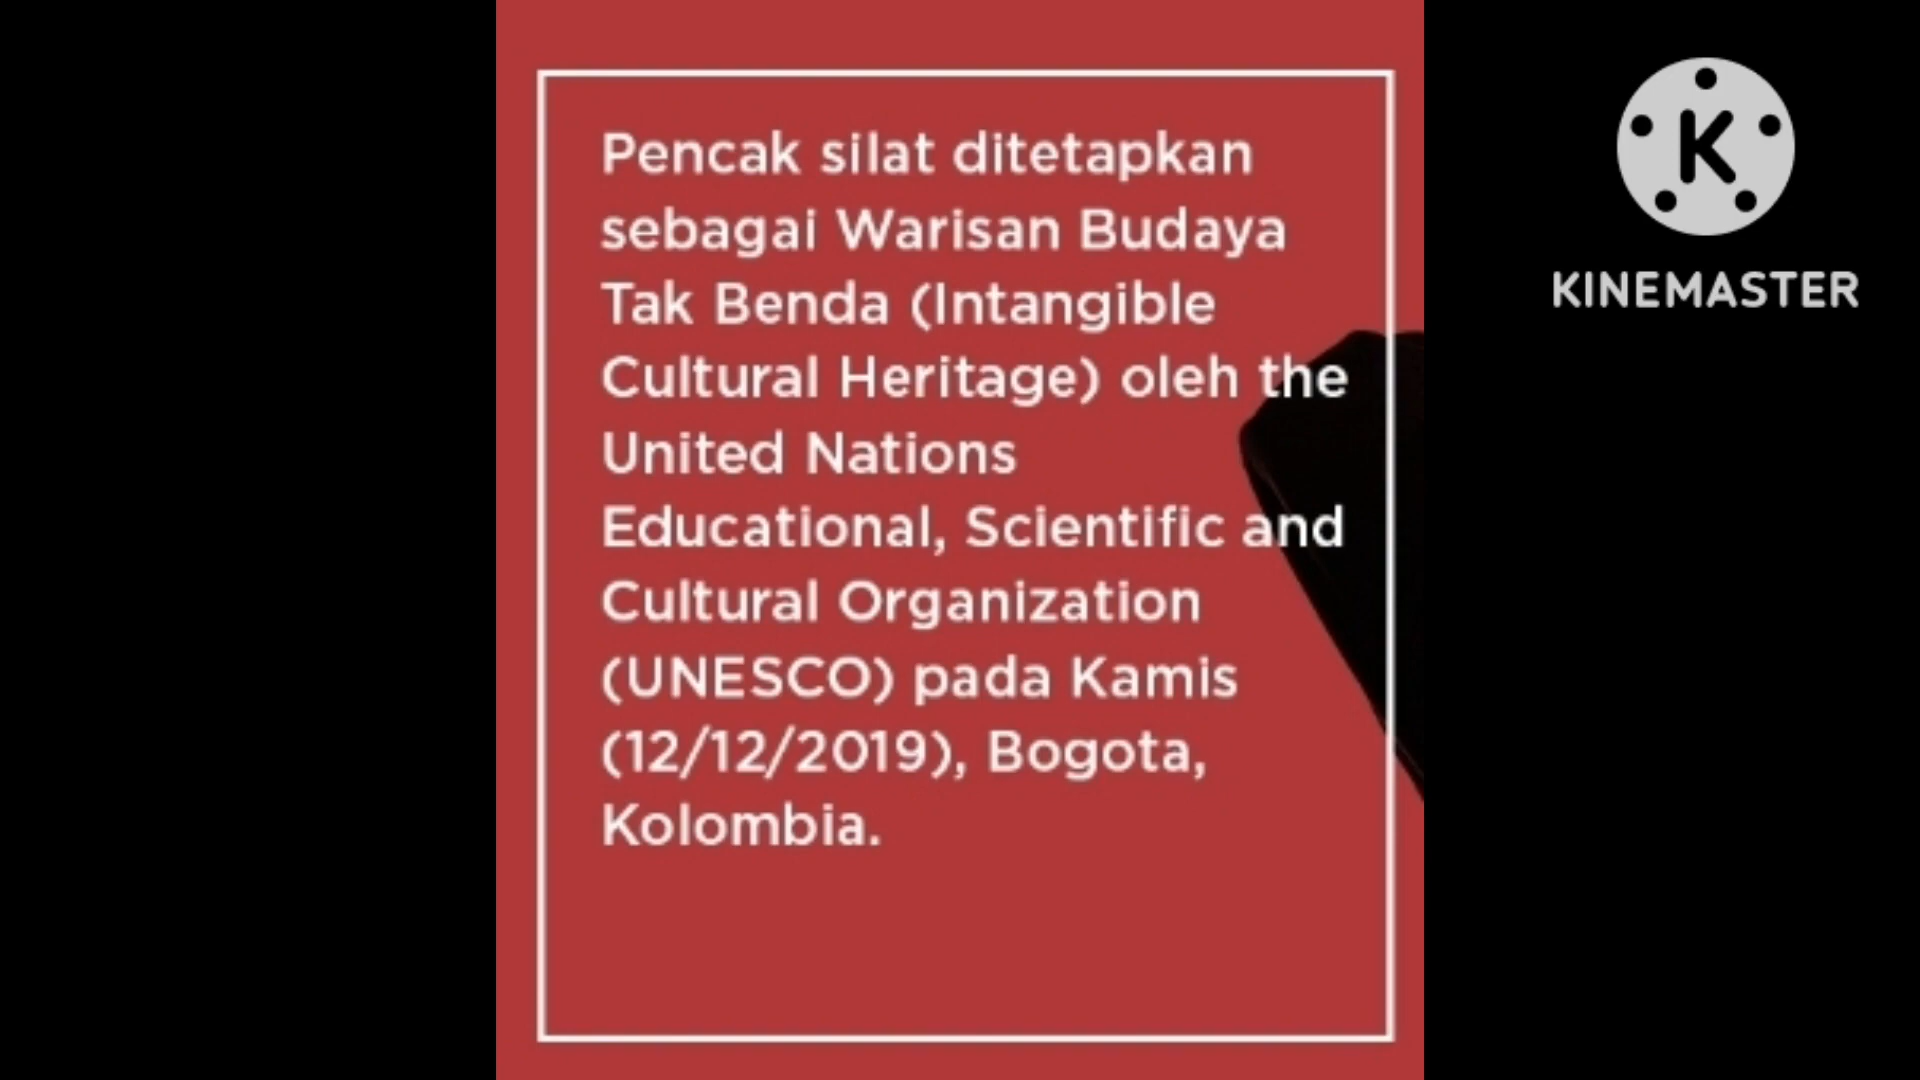 Pencak silat ditetapkan
sebagai Warisan Budaya
Tak Benda (Intangible
Cultural Heritage) oleh the
United Nations
Educational, Scientific and
Cultural Organization
(UNESCO) pada Kamis
(12/12/2019), Bogota,
Kolombia.
K
KINEMASTER